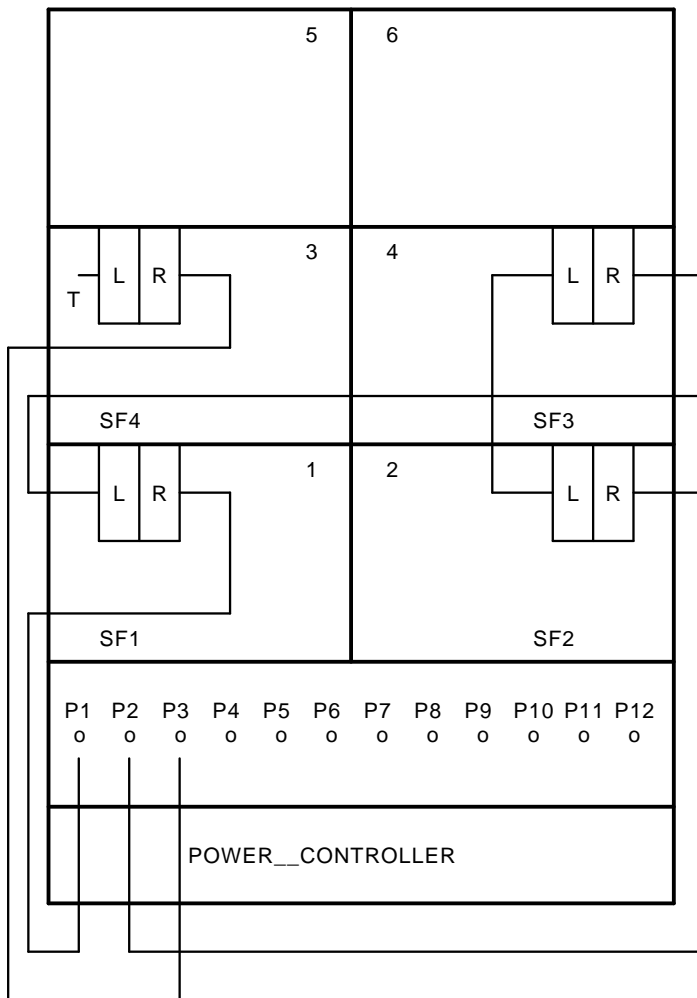 5 6
L R 3 4 L R
T
SF4 SF3
L R 1 2 L R
SF1 SF2
P1 P2 P3 P4 P5 P6 P7 P8 P9 P10 P11 P12
o o o o o o o o o o o o
POWER__CONTROLLER